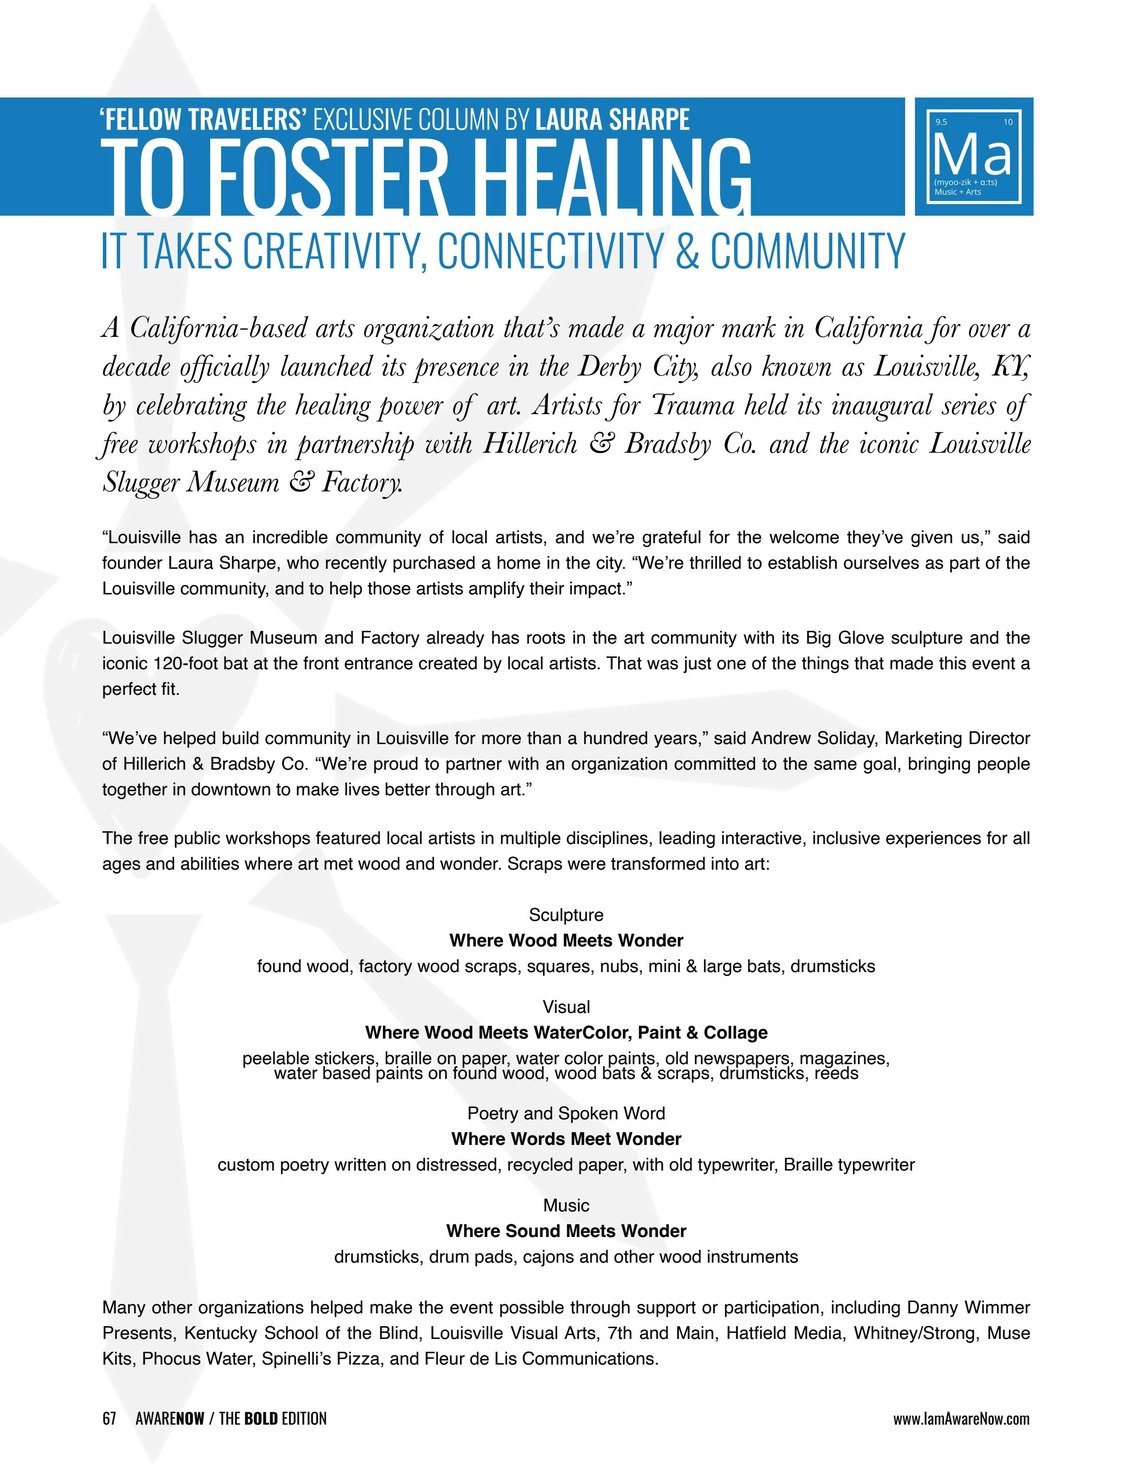 ‘FELLOW TRAVELERS’ EXCLUSIVE COLUMN BY LAURA SHARPE
TO FOSTER HEALING
9.5 10
Ma
(myoo-zik + ɑ:ts)
Music + Arts
IT TAKES CREATIVITY, CONNECTIVITY & COMMUNITY
A California-based arts organization that’s made a major mark in California for over a
decade officially launched its presence in the Derby City, also known as Louisville, KY,
by celebrating the healing power of art. Artists for Trauma held its inaugural series of
free workshops in partnership with Hillerich & Bradsby Co. and the iconic Louisville
Slugger Museum & Factory.
“Louisville has an incredible community of local artists, and we’re grateful for the welcome they’ve given us,” said
founder Laura Sharpe, who recently purchased a home in the city. “We’re thrilled to establish ourselves as part of the
Louisville community, and to help those artists amplify their impact.”
Louisville Slugger Museum and Factory already has roots in the art community with its Big Glove sculpture and the
iconic 120-foot bat at the front entrance created by local artists. That was just one of the things that made this event a
perfect fit.
“We’ve helped build community in Louisville for more than a hundred years,” said Andrew Soliday, Marketing Director
of Hillerich & Bradsby Co. “We’re proud to partner with an organization committed to the same goal, bringing people
together in downtown to make lives better through art.”
The free public workshops featured local artists in multiple disciplines, leading interactive, inclusive experiences for all
ages and abilities where art met wood and wonder. Scraps were transformed into art:
Sculpture
Where Wood Meets Wonder
found wood, factory wood scraps, squares, nubs, mini & large bats, drumsticks
Visual
Where Wood Meets WaterColor, Paint & Collage
peelable stickers, braille on paper, water color paints, old newspapers, magazines,
water based paints on found wood, wood bats & scraps, drumsticks, reeds
Poetry and Spoken Word
Where Words Meet Wonder
custom poetry written on distressed, recycled paper, with old typewriter, Braille typewriter
Music
Where Sound Meets Wonder
drumsticks, drum pads, cajons and other wood instruments
Many other organizations helped make the event possible through support or participation, including Danny Wimmer
Presents, Kentucky School of the Blind, Louisville Visual Arts, 7th and Main, Hatfield Media, Whitney/Strong, Muse
Kits, Phocus Water, Spinelli’s Pizza, and Fleur de Lis Communications.
67 AWARENOW / THE BOLD EDITION
www.IamAwareNow.com